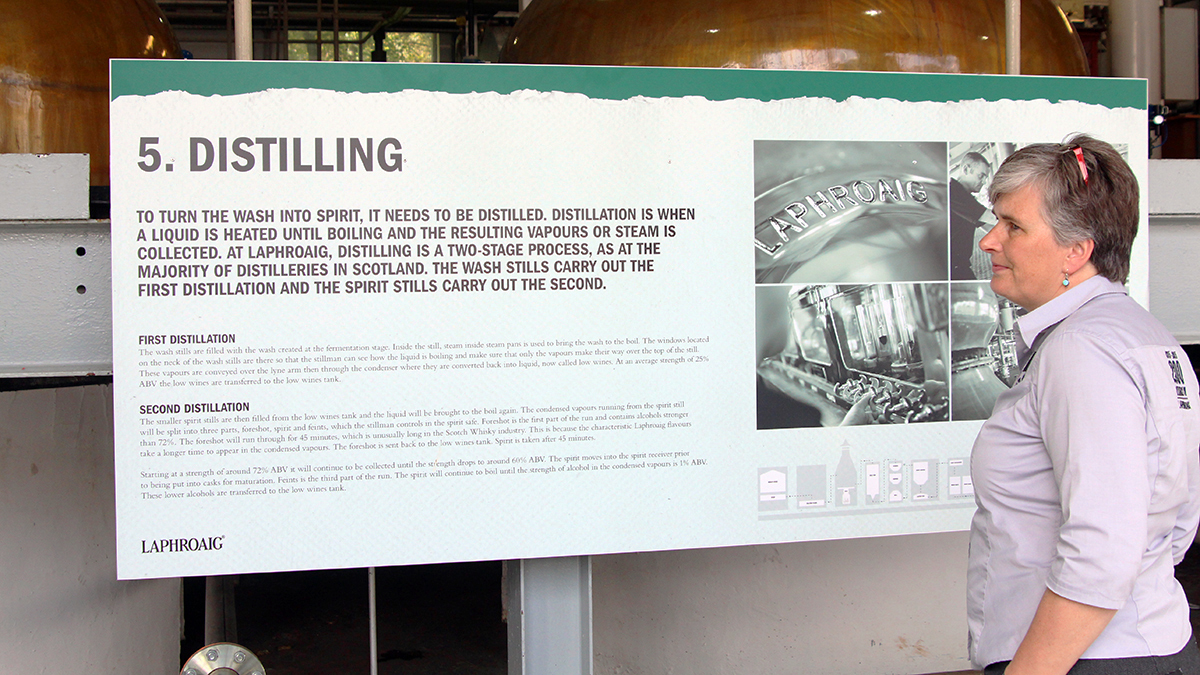 5. DISTILLING
TO TURN THE WASH INTO SPIRIT, IT NEEDS TO BE DISTILLED. DISTILLATION IS WHEN
A LIQUID IS HEATED UNTIL BOILING AND THE RESULTING VAPOURS OR STEAM IS
COLLECTED. AT LAPHROAIG, DISTILLING IS A TWO-STAGE PROCESS, AS AT THE
MAJORITY OF DISTILLERIES IN SCOTLAND. THE WASH STILLS CARRY OUT THE
FIRST DISTILLATION AND THE SPIRIT STILLS CARRY OUT THE SECOND.
FIRST DISTILLATION
The wash stills are filled with the wash created at the fermentation stage. Inside the still, steam inside steam pans is used to bring the wash to the boil. The windows located
on the neck of the wash stills are there so that the stillman can see how the liquid is boiling and make sure that only the vapours make their way over the top of the still.
These vapours are conveyed over the lyne arm then through the condenser where they are converted back into liquid, now called low wines. At an average strength of 25%
ABV the low wines are transferred to the low wines tank.
SECOND DISTILLATION
The smaller spirit stills are then filled from the low wines tank and the liquid will be brought to the boil again. The condensed vapours running from the spirit still
will be split into three parts, foreshot, spirit and feints, which the stillman controls in the spirit safe. Foreshot is the first part of the run and contains alcohols stronger
than 72%. The foreshot will run through for 45 minutes, which is unusually long in the Scotch Whisky industry. This is because the characteristic Laphroaig flavours
take a longer time to appear in the condensed vapours. The foreshot is sent back to the low wines tank. Spirit is taken after 45 minutes.
Starting at a strength of around 72% ABV it will continue to be collected until the strength drops to around 60% ABV. The spirit moves into the spirit receiver prior
to being put into casks for maturation. Feints is the third part of the run. The spirit will continue to boil until the strength of alcohol in the condensed vapours is 1% ABV.
These lower alcohols are transferred to the low wines tank.
LAPHROAIG®
LAPHROAIG
200